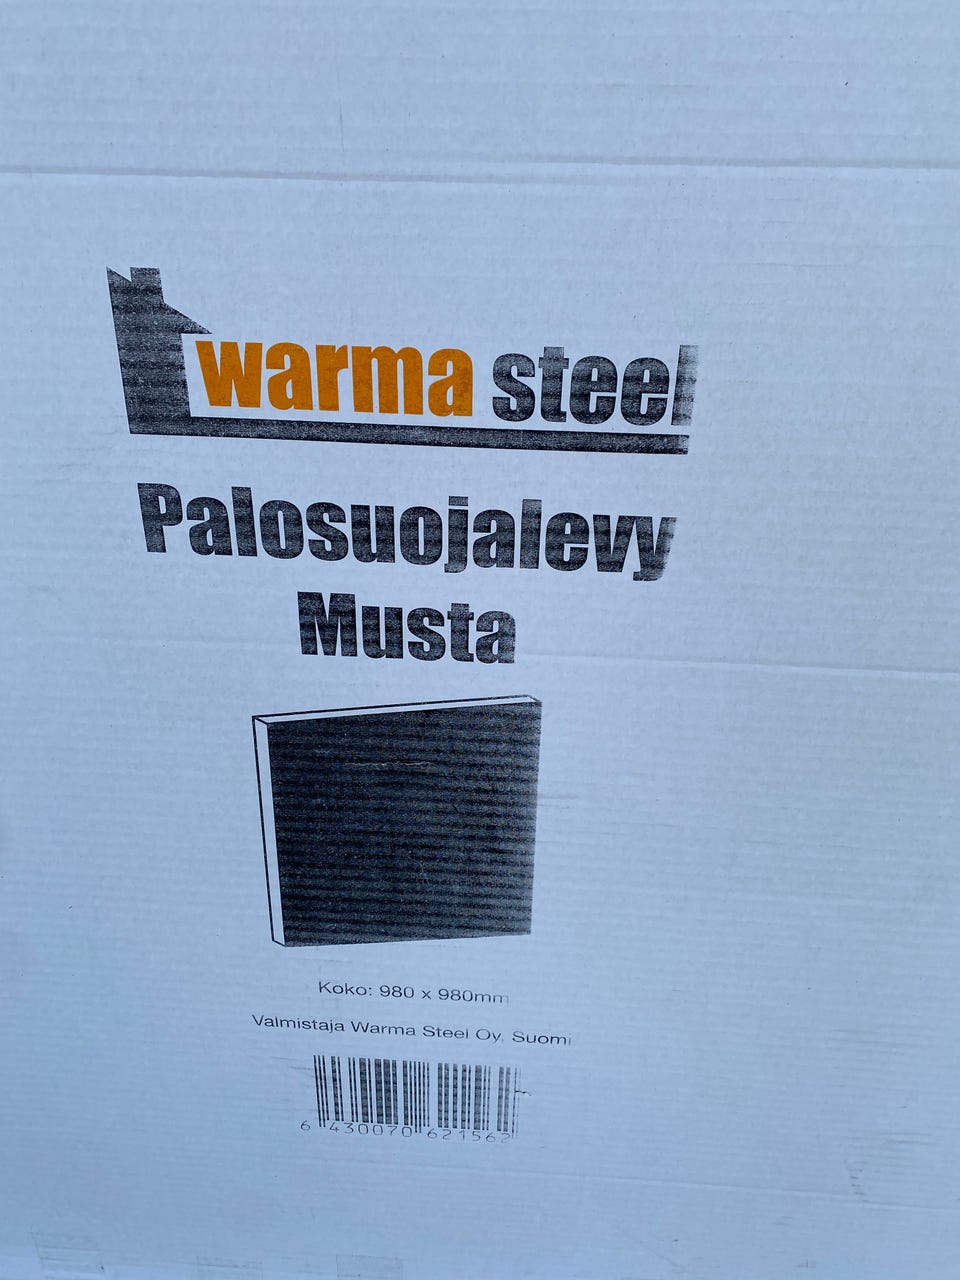 warma steel
Palosuojalevy
Musta
Koko: 980 x 980mm
Valmistaja Warma Steel Oy, Suomi
6 430070 621562